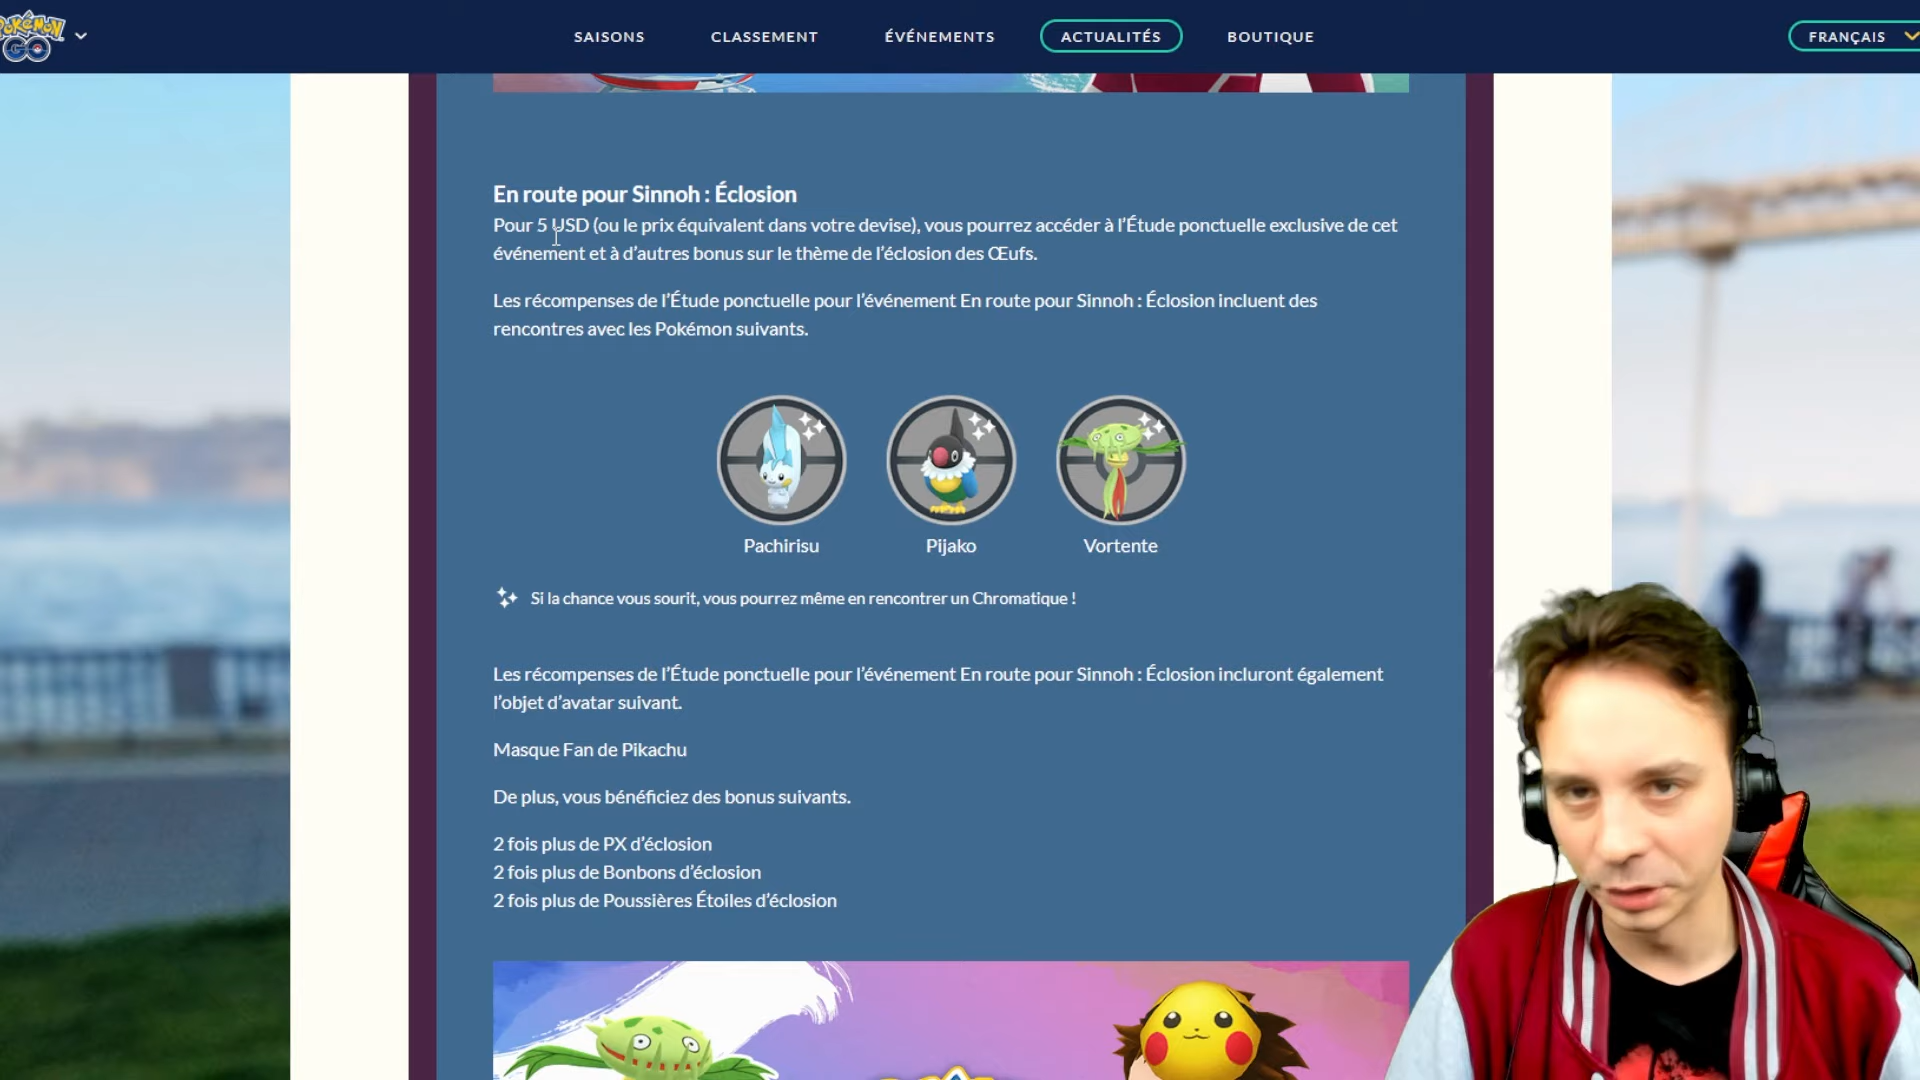 POKÉMON
GO
SAISONS
CLASSEMENT
ÉVÉNEMENTS
ACTUALITÉS
BOUTIQUE
FRANÇAIS
En route pour Sinnoh : Éclosion
Pour 5 USD (ou le prix équivalent dans votre devise), vous pourrez accéder à l’Étude ponctuelle exclusive de cet
événement et à d’autres bonus sur le thème de l’éclosion des Œufs.
Les récompenses de l’Étude ponctuelle pour l’événement En route pour Sinnoh : Éclosion incluent des
rencontres avec les Pokémon suivants.
Pachirisu
Pijako
Vortente
Si la chance vous sourit, vous pourrez même en rencontrer un Chromatique !
Les récompenses de l’Étude ponctuelle pour l’événement En route pour Sinnoh : Éclosion incluront également
l’objet d’avatar suivant.
Masque Fan de Pikachu
De plus, vous bénéficiez des bonus suivants.
2 fois plus de PX d’éclosion
2 fois plus de Bonbons d’éclosion
2 fois plus de Poussières Étoiles d’éclosion